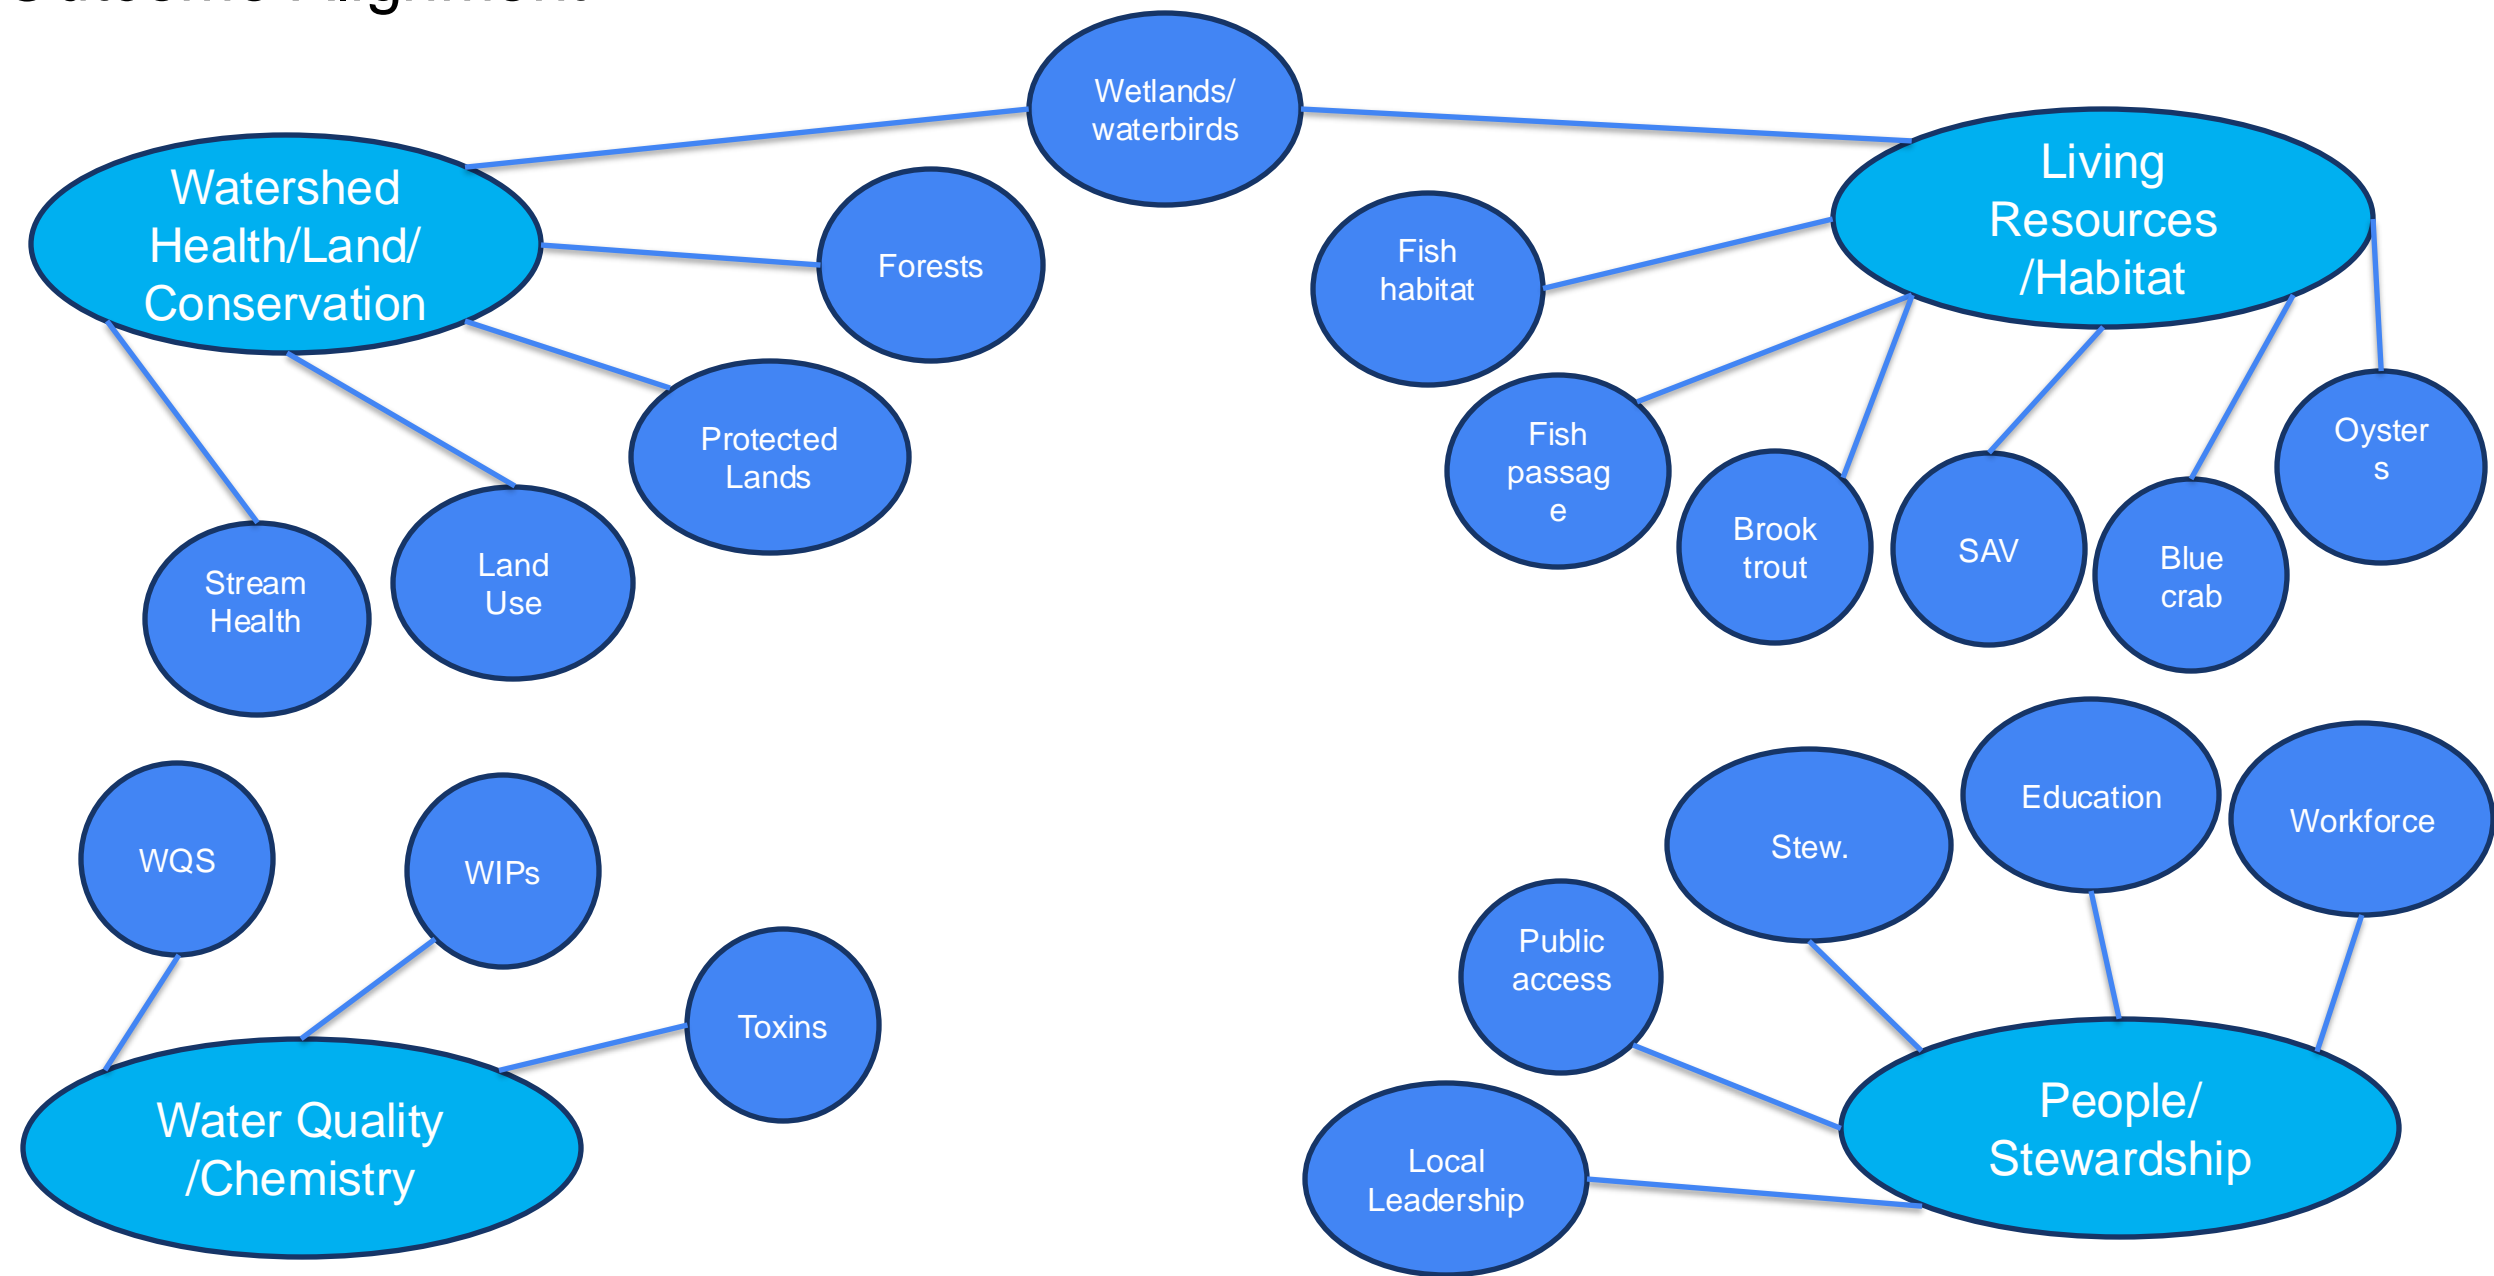 Outcome Alignment
Wetlands/
waterbirds
Watershed
Health/Land/
Conservation
Living
Resources
/Habitat
Forests
Fish
habitat
Protected
Lands
Fish
passag
e
Oyster
s
Stream
Health
Land
Use
Brook
trout
SAV
Blue
crab
WQS
WIPs
Toxins
Water Quality
/Chemistry
Stew.
Education
Workforce
Public
access
Local
Leadership
People/
Stewardship